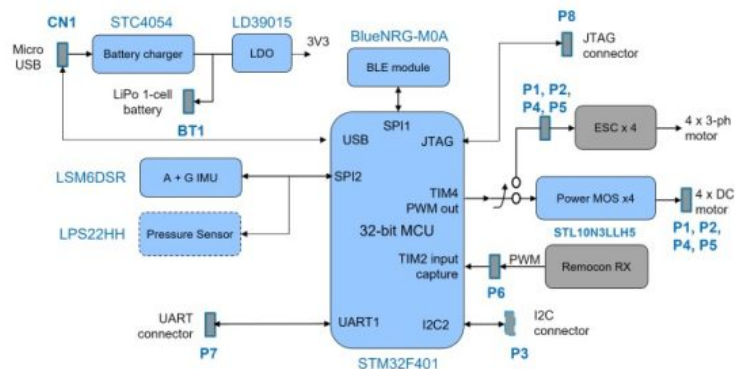 CN1
STC4054
LD39015
Micro
USB
Battery charger
LDO
3V3
LiPo 1-cell
battery
BT1
BlueNRG-M0A
BLE module
P8
JTAG
connector
SPI1
USB
JTAG
P1, P2,
P4, P5
ESC x 4
4 x 3-ph
motor
LSM6DSR
A + G IMU
SPI2
TIM4
PWM out
Power MOS x4
4 x DC
motor
LPS22HH
Pressure Sensor
32-bit MCU
STL10N3LLH5
P1, P2,
P4, P5
TIM2 input
capture
PWM
Remocon RX
P6
UART
connector
P7
UART1
I2C2
I2C
connector
P3
STM32F401